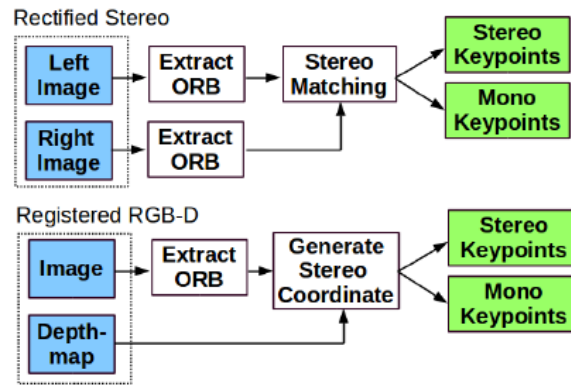 Rectified Stereo
Left
Image
Extract
ORB
Stereo
Matching
Stereo
Keypoints
Mono
Keypoints
Right
Image
Extract
ORB
Registered RGB-D
Image
Extract
ORB
Generate
Stereo
Coordinate
Stereo
Keypoints
Mono
Keypoints
Depth-
map